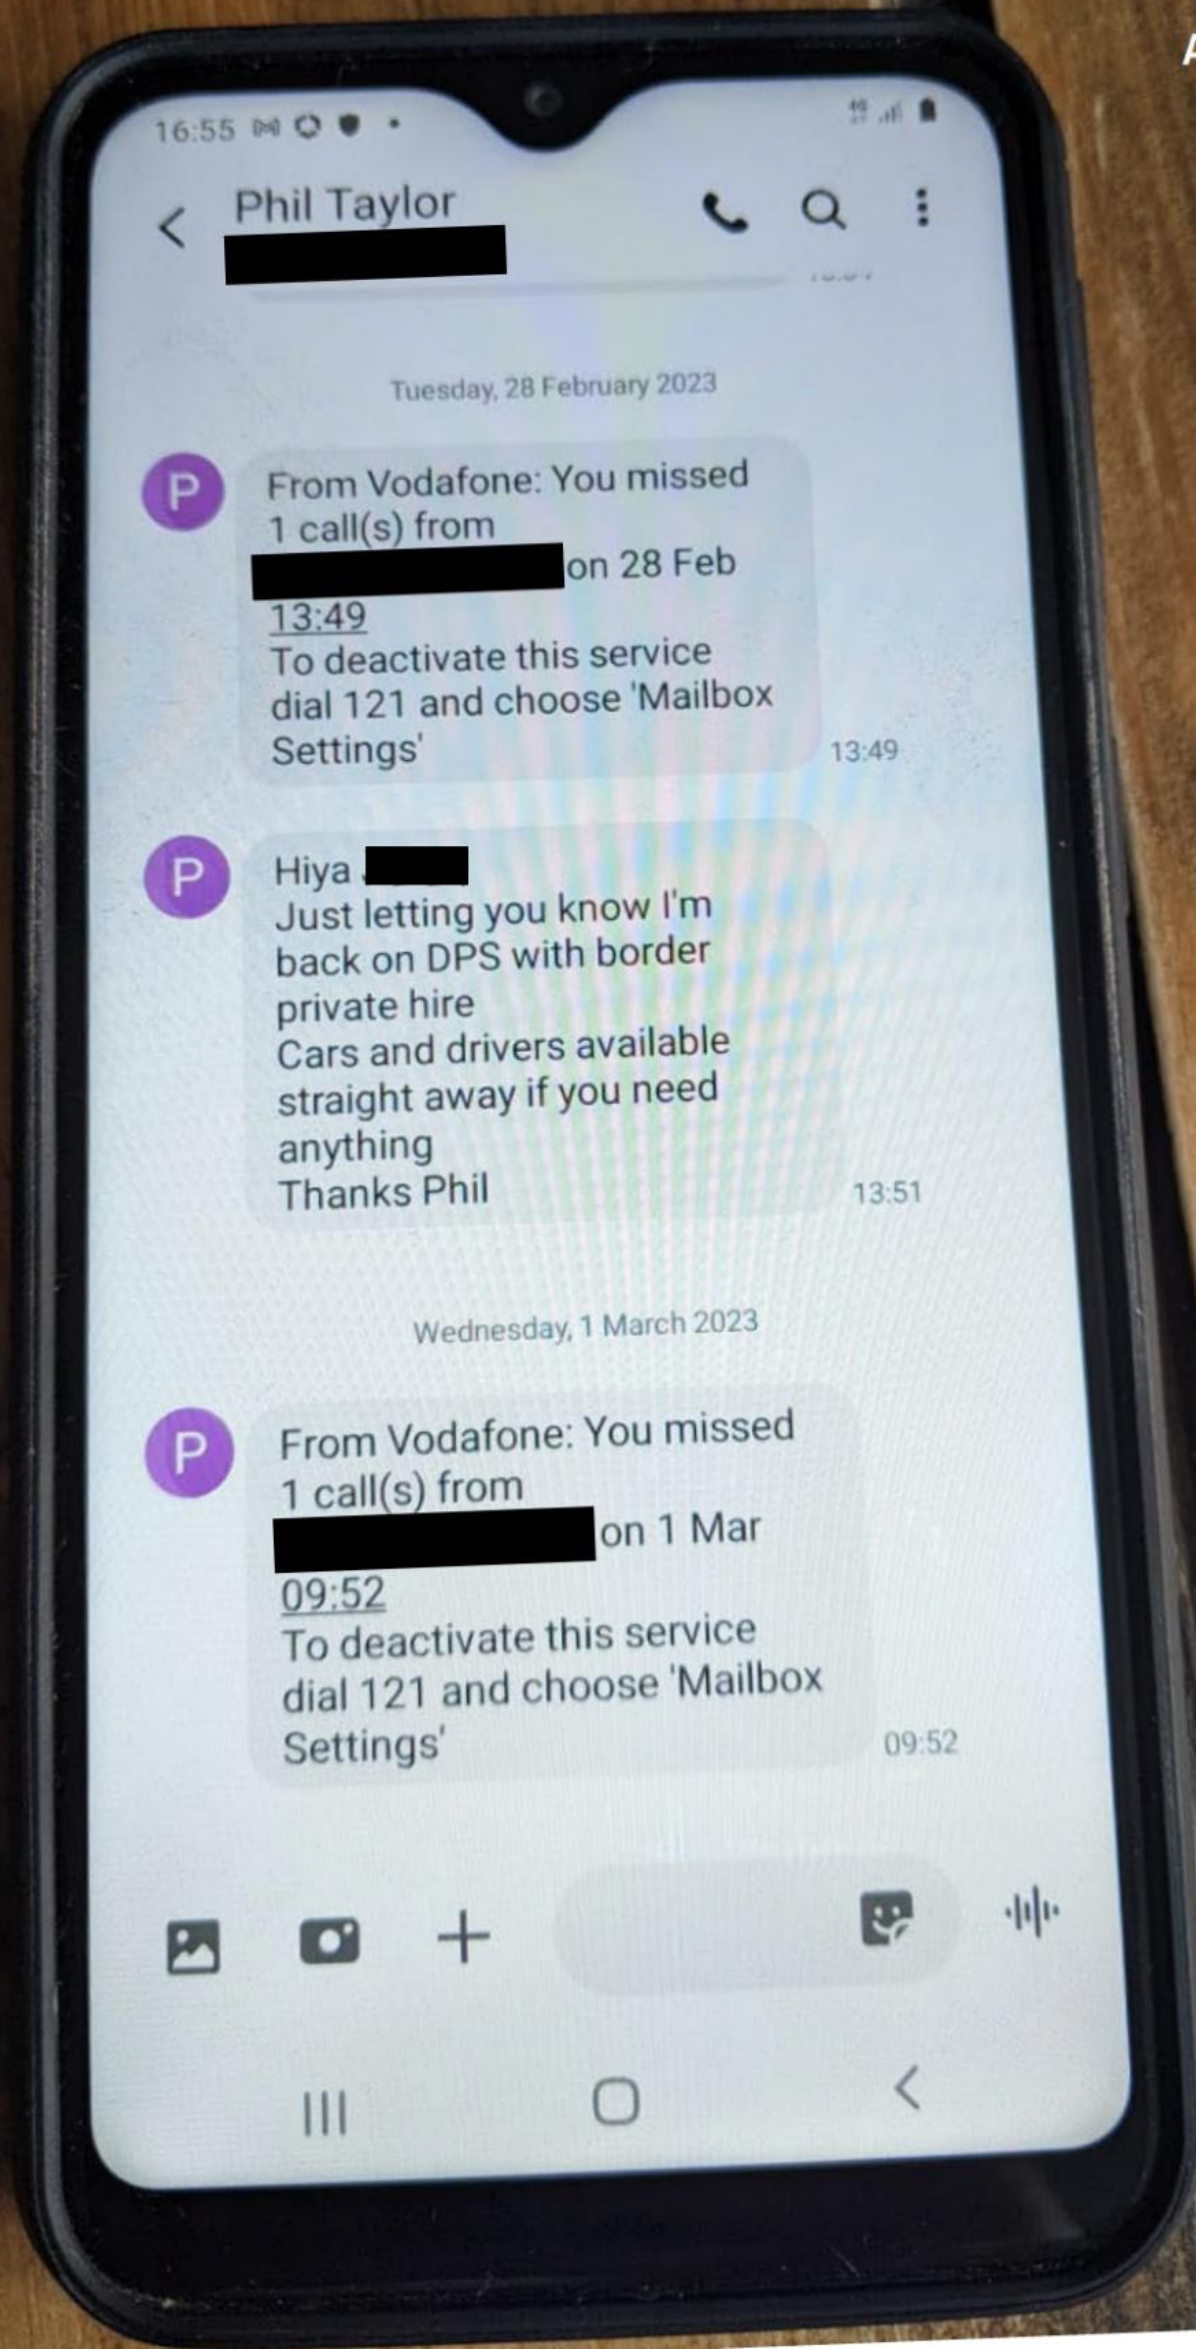 16:55
Phil Taylor
Tuesday, 28 February 2023
P
From Vodafone: You missed
1 call(s) from
on 28 Feb
13:49
To deactivate this service
dial 121 and choose 'Mailbox
Settings'
13:49
P
Hiya
Just letting you know I'm
back on DPS with border
private hire
Cars and drivers available
straight away if you need
anything
Thanks Phil
13:51
Wednesday, 1 March 2023
P
From Vodafone: You missed
1 call(s) from
on 1 Mar
09:52
To deactivate this service
dial 121 and choose 'Mailbox
Settings'
09:52